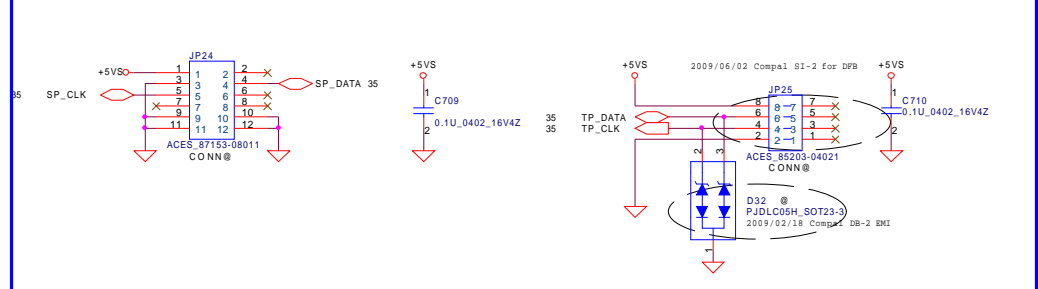 JP24
+5VS
1 1 2 2
3 3 4 4
SP_DATA 35
35 SP_CLK
5 5 6 6
7 7 8 8
9 9 10 10
11 11 12 12
ACES_87153-08011
CONN@
+5VS
1
C709
0.1U_0402_16V4Z
2
+5VS
2009/06/02 Compal SI-2 for DFB
+5VS
JP25
8 8 7 7
35 TP_DATA
6 6 5 5
35 TP_CLK
4 4 3 3
2 2 1 1
ACES_85203-04021
CONN@
1
C710
0.1U_0402_16V4Z
2
2 3
D32 @
PJDLC05H_SOT23-3
2009/02/18 Compal DB-2 EMI
1